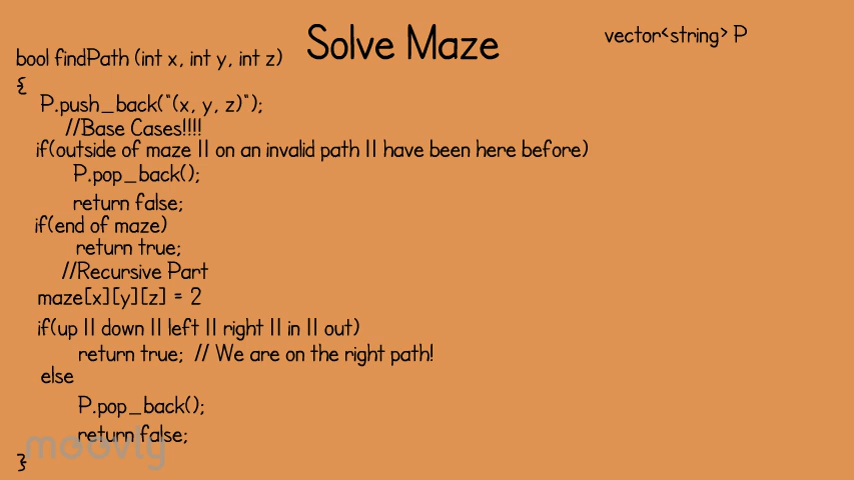 Solve Maze
vector<string> P
bool findPath (int x, int y, int z)
{
P.push_back("(x, y, z)");
//Base Cases!!!!
if(outside of maze || on an invalid path || have been here before)
P.pop_back();
return false;
if(end of maze)
return true;
//Recursive Part
maze[x][y][z] = 2
if(up || down || left || right || in || out)
return true; // We are on the right path!
else
P.pop_back();
return false;
}
moovly